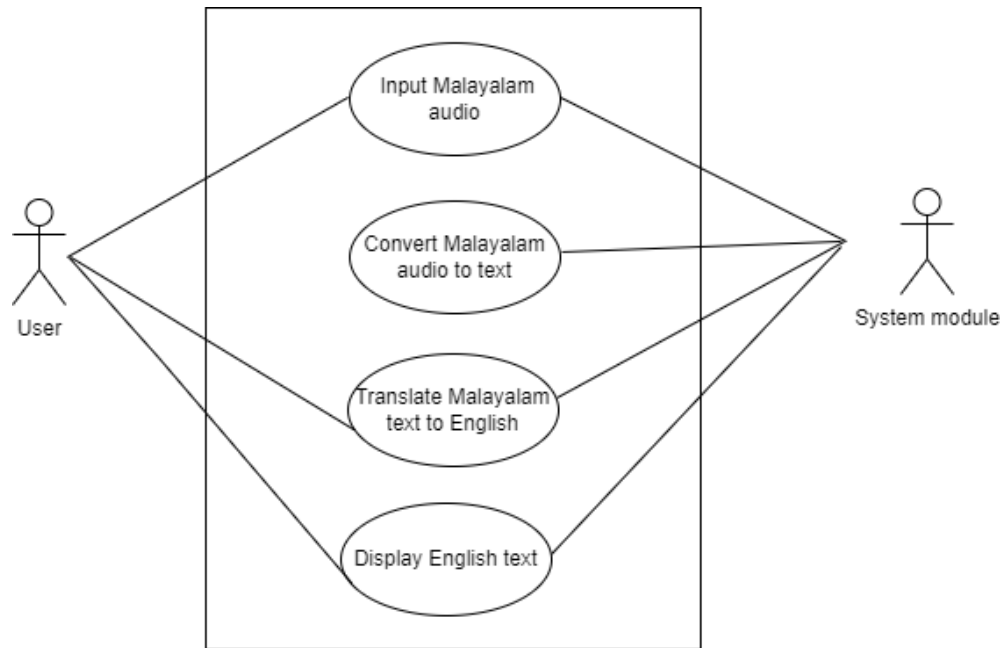 Input Malayalam
audio
Convert Malayalam
audio to text
User
System module
Translate Malayalam
text to English
Display English text